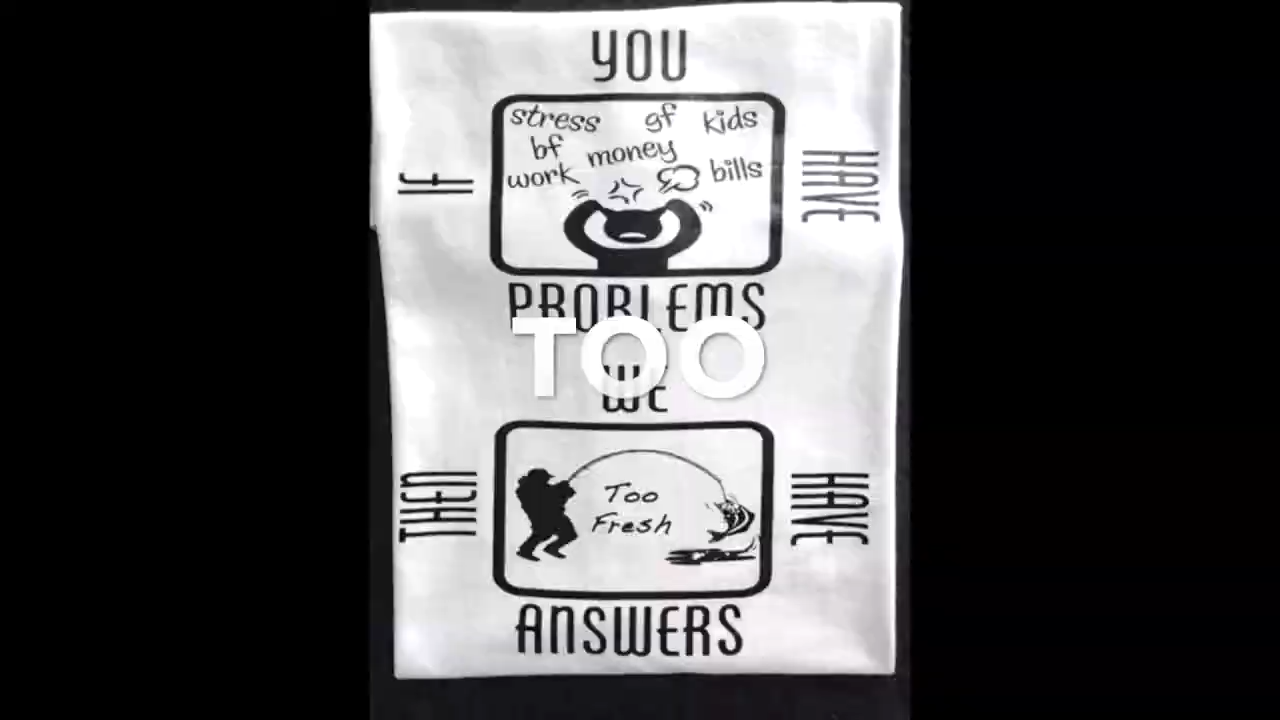 YOU
IF
HAVE
stress gf kids
bf money
work bills
PROBLEMS
TOO
WE
THEN
HAVE
Too
Fresh
ANSWERS